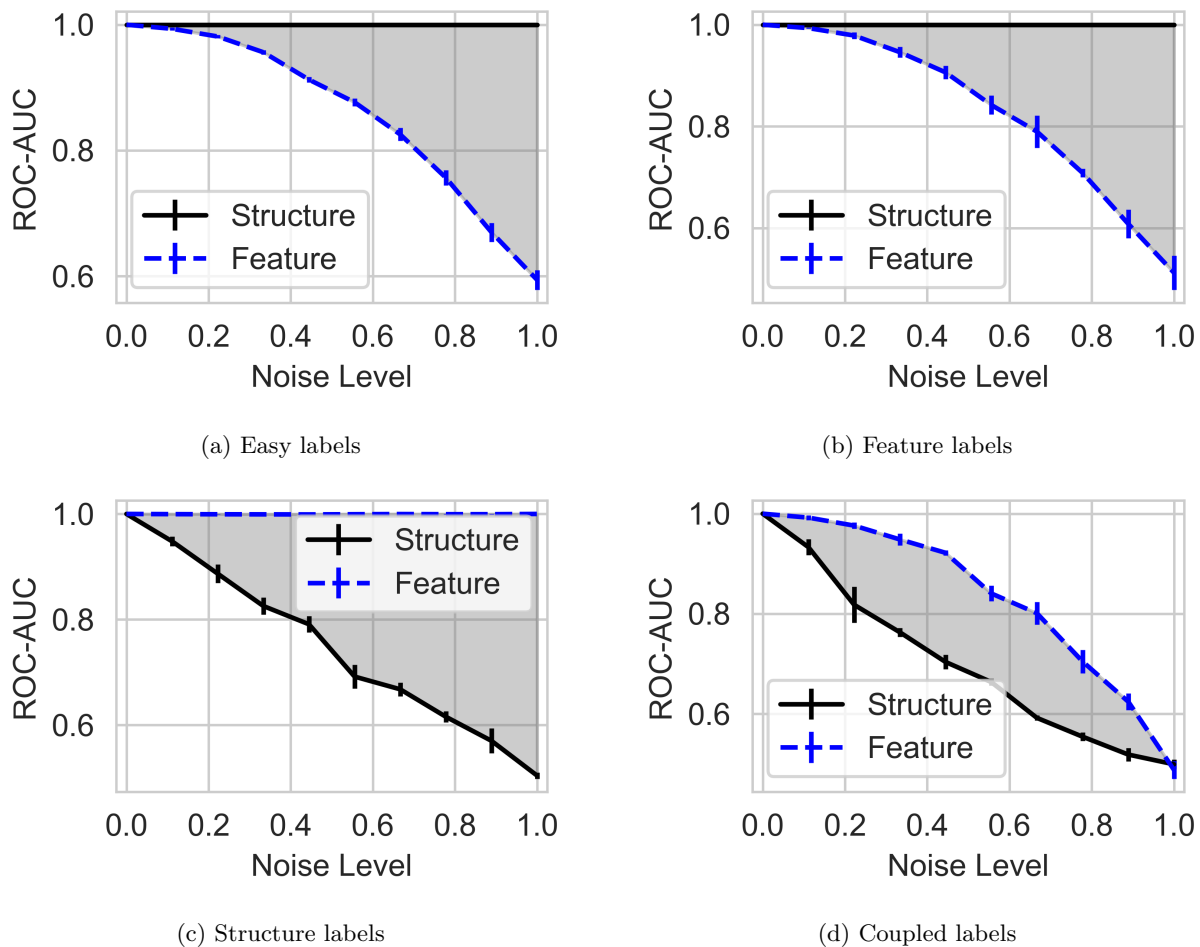 1.0
0.8
0.6
ROC-AUC
Structure
Feature
0.0 0.2 0.4 0.6 0.8 1.0
Noise Level
(a) Easy labels
1.0
0.8
0.6
ROC-AUC
Structure
Feature
0.0 0.2 0.4 0.6 0.8 1.0
Noise Level
(b) Feature labels
1.0
0.8
0.6
ROC-AUC
Structure
Feature
0.0 0.2 0.4 0.6 0.8 1.0
Noise Level
(c) Structure labels
1.0
0.8
0.6
ROC-AUC
Structure
Feature
0.0 0.2 0.4 0.6 0.8 1.0
Noise Level
(d) Coupled labels